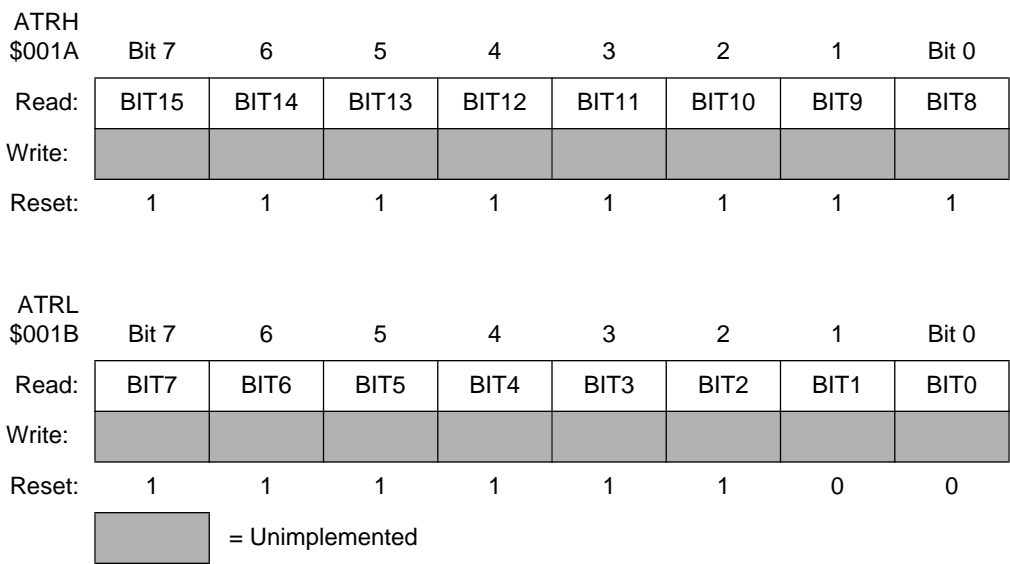 ATRH
$001A Bit 7 6 5 4 3 2 1 Bit 0
Read: BIT15 BIT14 BIT13 BIT12 BIT11 BIT10 BIT9 BIT8
Write:
Reset: 1 1 1 1 1 1 1 1
ATRL
$001B Bit 7 6 5 4 3 2 1 Bit 0
Read: BIT7 BIT6 BIT5 BIT4 BIT3 BIT2 BIT1 BIT0
Write:
Reset: 1 1 1 1 1 1 0 0
= Unimplemented